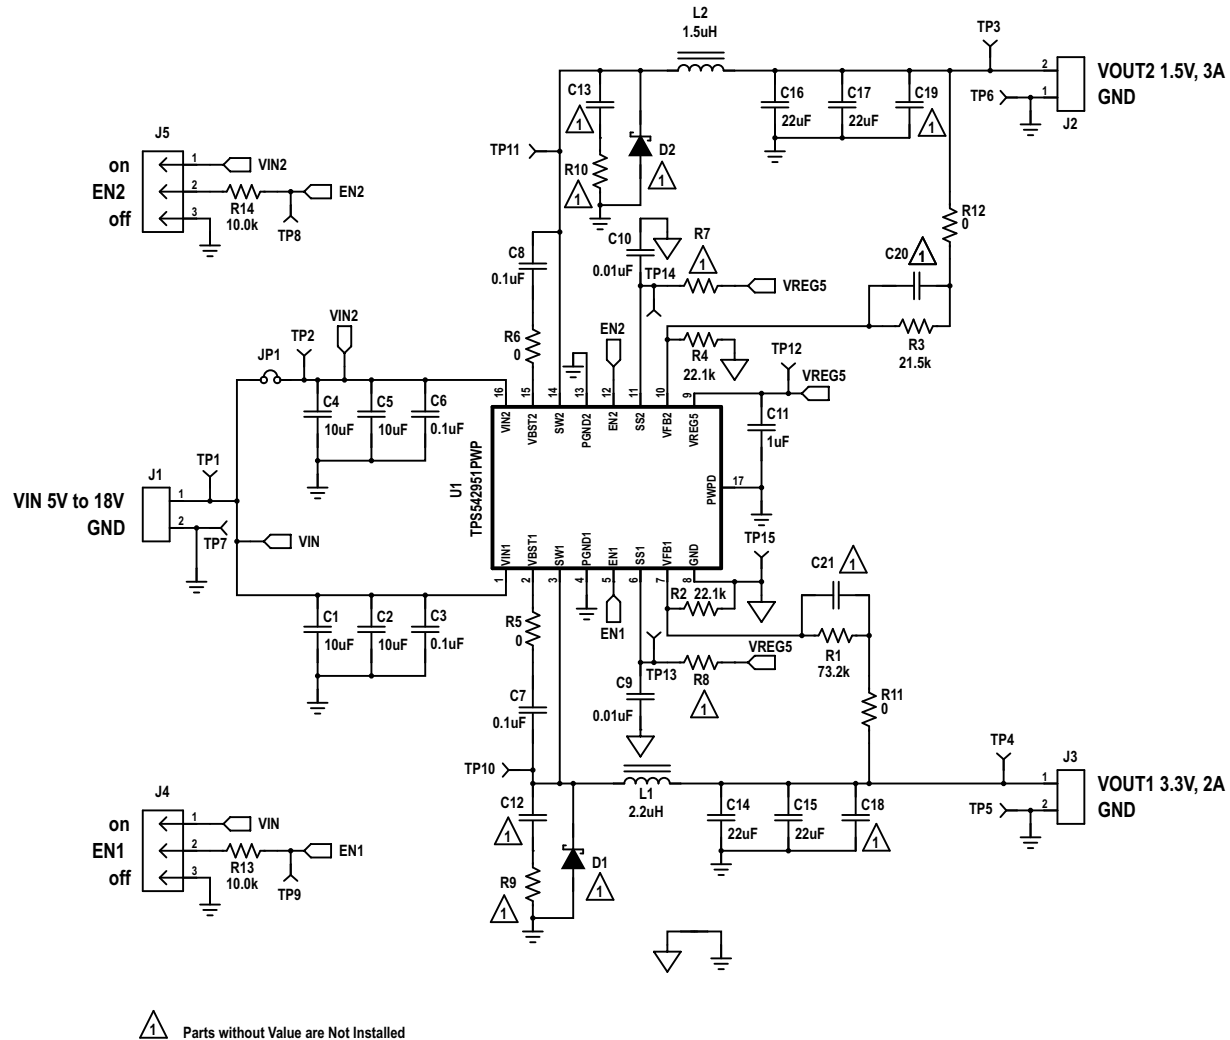 L2
1.5uH
TP3
2
VOUT2 1.5V, 3A
TP6
1
GND
J2
C13
1
C16
22uF
C17
22uF
C19
1
J5
on
1
VIN2
EN2
2
EN2
R14
10.0k
off
3
TP8
TP11
R10
1
D2
1
R12
0
C8
0.1uF
C10
0.01uF
TP14
R7
1
VREG5
C20
1
R3
21.5k
R6
0
EN2
R4
22.1k
TP12
VREG5
JP1
TP2
VIN2
C4
10uF
C5
10uF
C6
0.1uF
16
15
14
13
12
11
10
9
VIN2
VBST2
SW2
PGND2
EN2
SS2
VFB2
VREG5
C11
1uF
J1
TP1
VIN 5V to 18V
1
GND
2
TP7
VIN
U1
TPS542951PWP
PWPD
17
TP15
VIN1
VBST1
SW1
PGND1
EN1
SS1
VFB1
GND
1
2
3
4
5
6
7
8
C1
10uF
C2
10uF
C3
0.1uF
R5
0
EN1
R2
22.1k
C21
1
R1
73.2k
TP13
R8
1
VREG5
R11
0
C7
0.1uF
C9
0.01uF
TP10
L1
2.2uH
TP4
J3
1
VOUT1 3.3V, 2A
TP5
2
GND
C12
1
C14
22uF
C15
22uF
C18
1
R9
1
D1
1
J4
on
1
VIN
EN1
2
EN1
R13
10.0k
off
3
TP9
1
Parts without Value are Not Installed